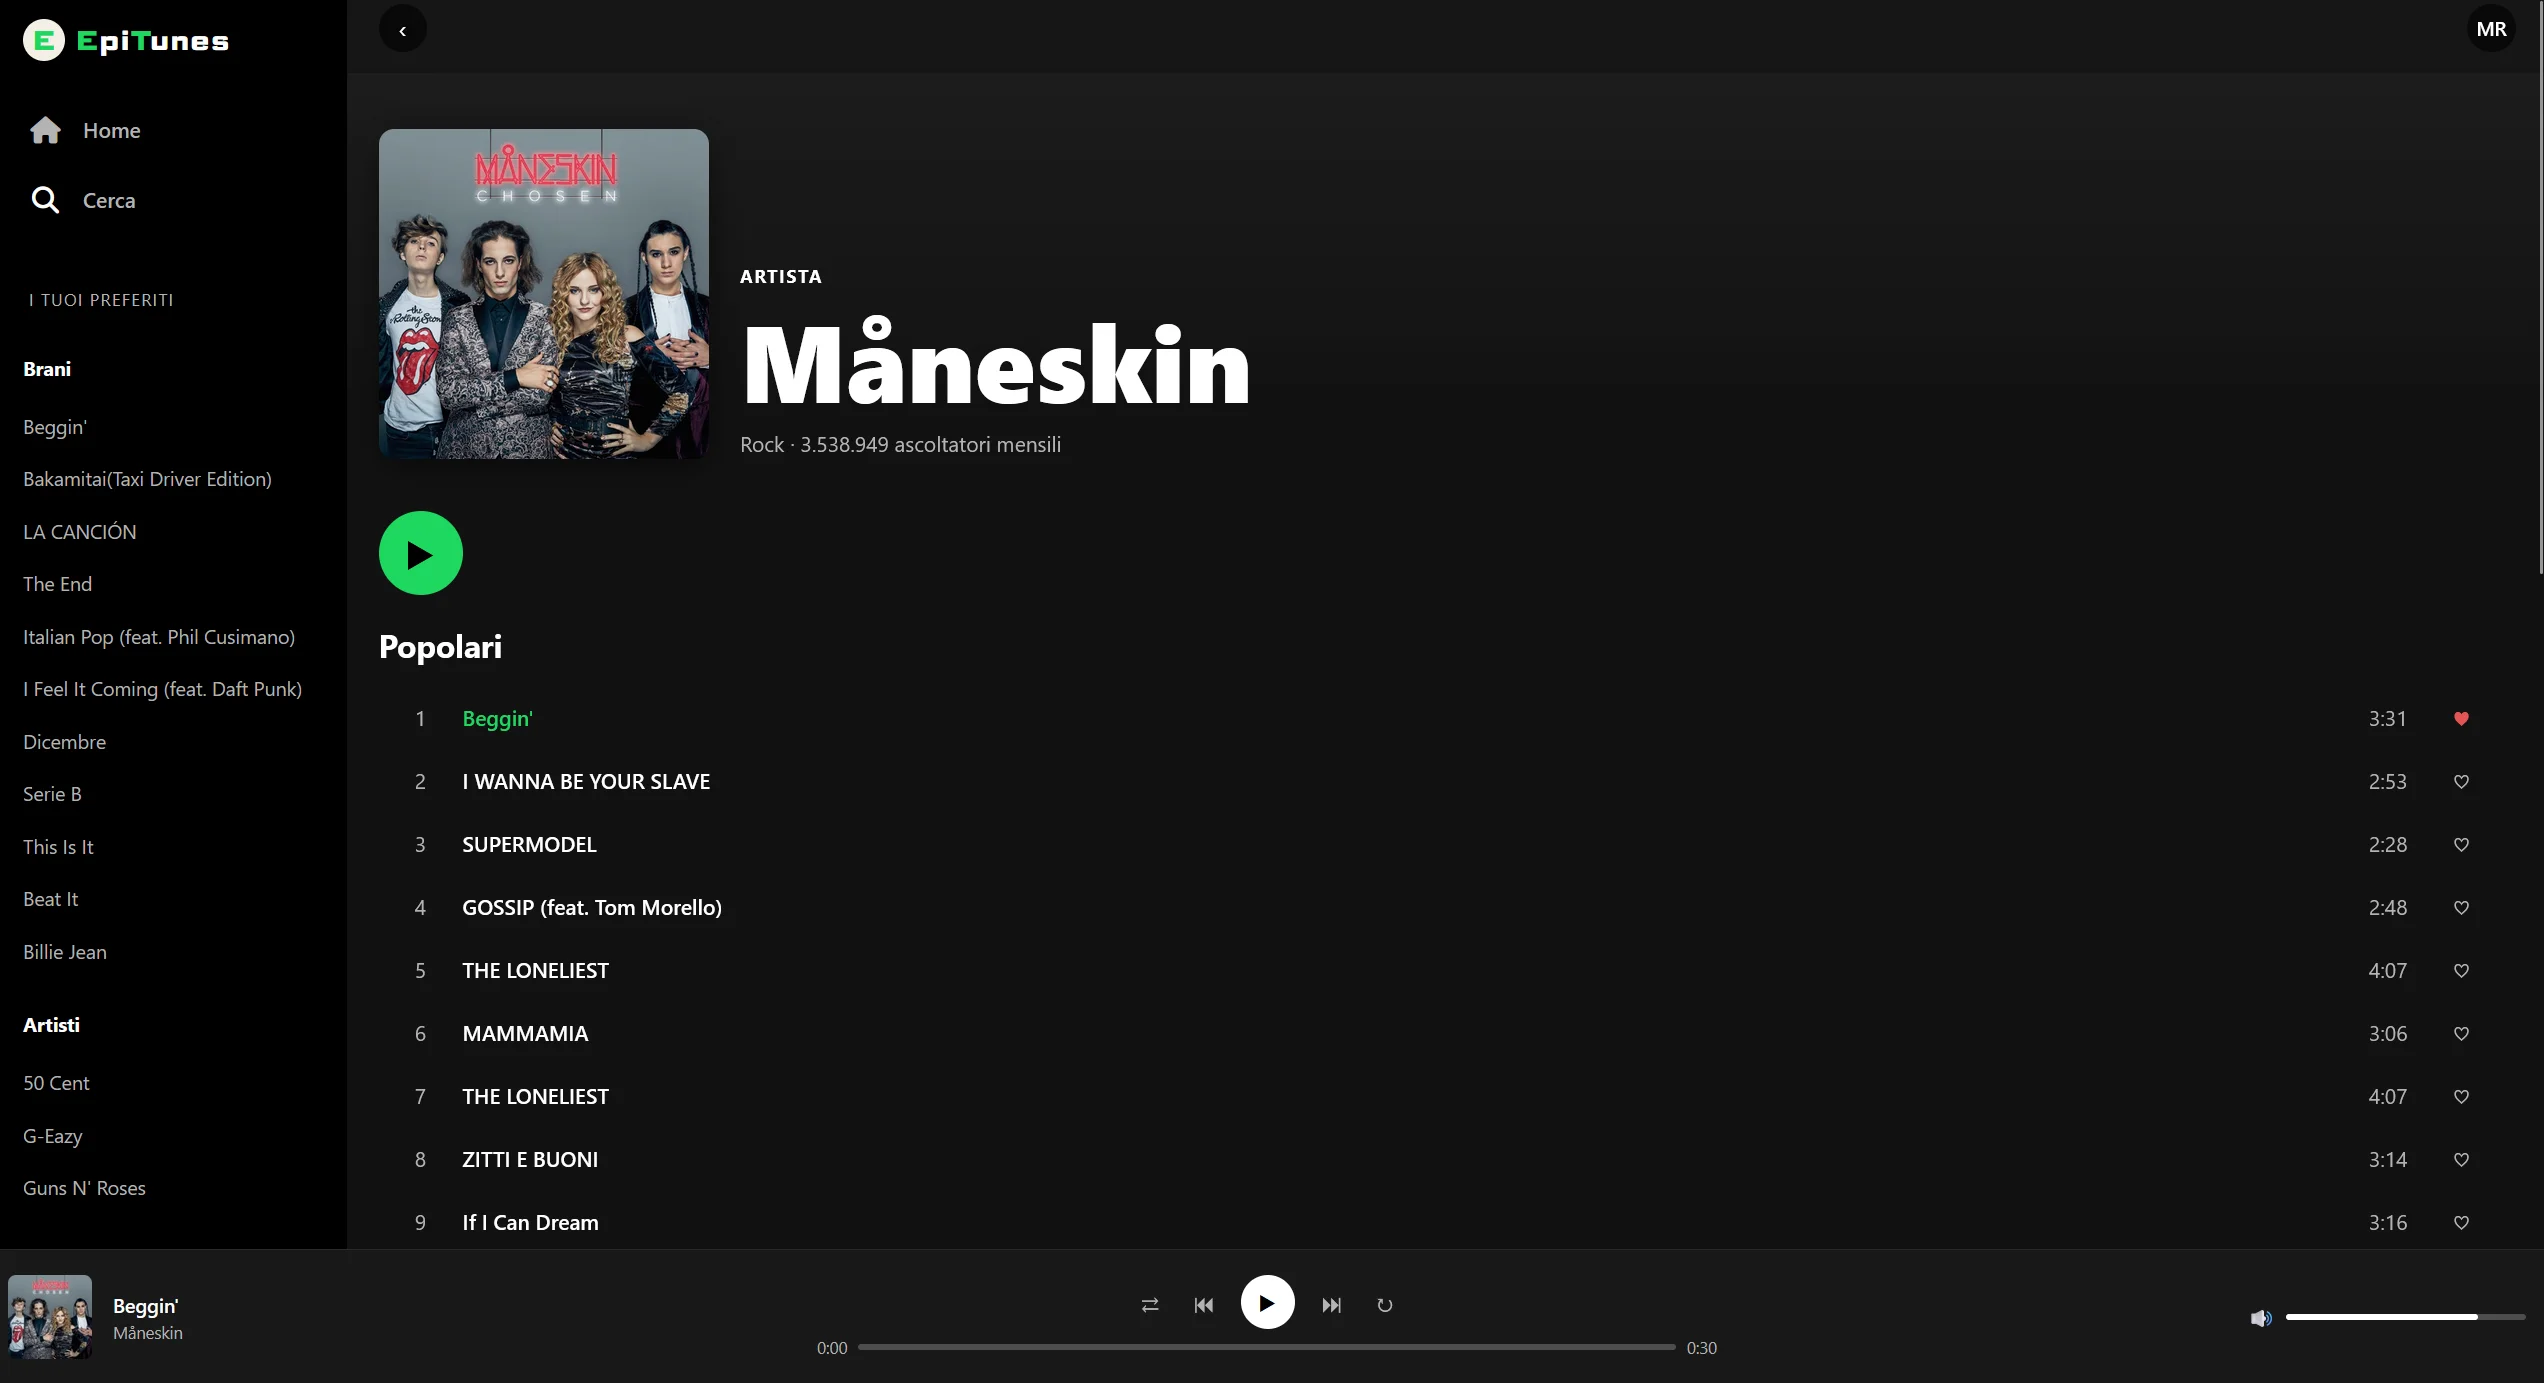 E EpiTunes
Home
Cerca
I TUOI PREFERITI
Brani
Beggin'
Bakamitai(Taxi Driver Edition)
LA CANCIÓN
The End
Italian Pop (feat. Phil Cusimano)
I Feel It Coming (feat. Daft Punk)
Dicembre
Serie B
This Is It
Beat It
Billie Jean
Artisti
50 Cent
G-Eazy
Guns N' Roses
MR
MÅNESKIN
CHOSEN
the
Rolling Stones
ARTISTA
Måneskin
Rock · 3.538.949 ascoltatori mensili
Popolari
1 Beggin' 3:31
2 I WANNA BE YOUR SLAVE 2:53
3 SUPERMODEL 2:28
4 GOSSIP (feat. Tom Morello) 2:48
5 THE LONELIEST 4:07
6 MAMMAMIA 3:06
7 THE LONELIEST 4:07
8 ZITTI E BUONI 3:14
9 If I Can Dream 3:16
MÅNESKIN
CHOSEN
Beggin'
Måneskin
0:00 0:30